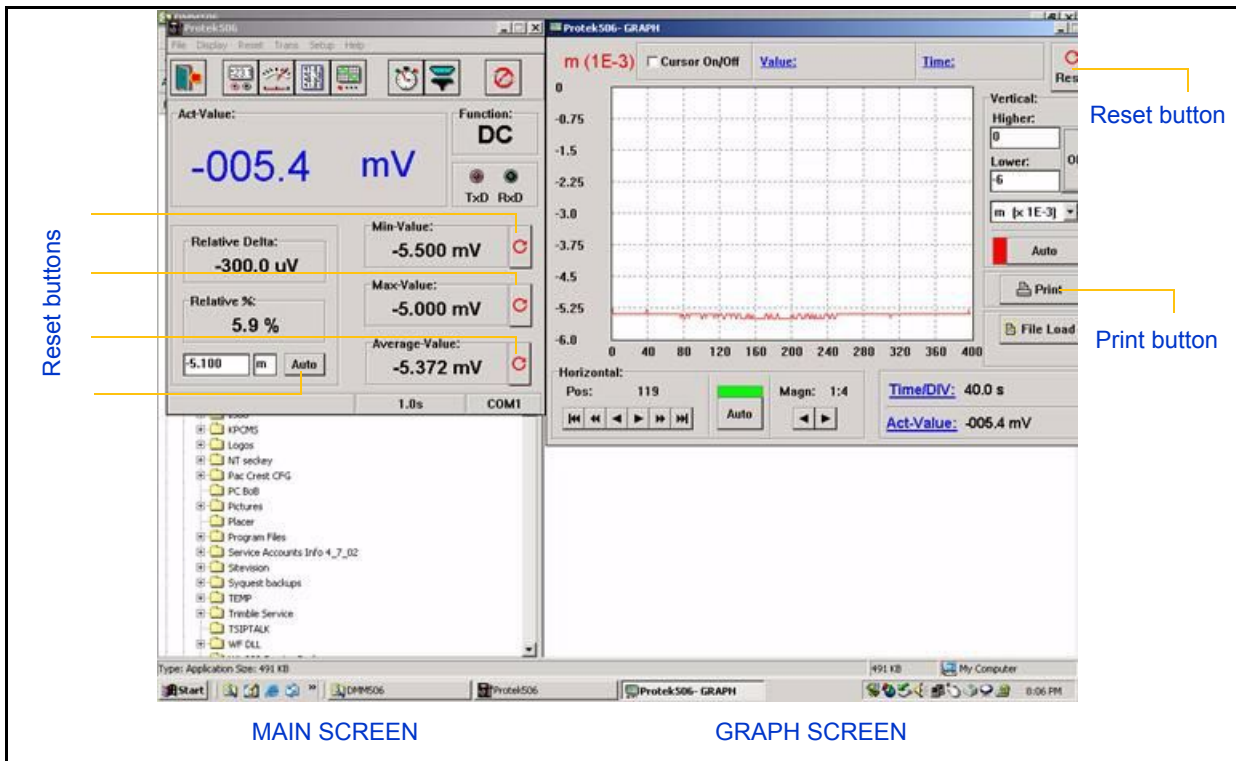 Protek506
File Display Reset Trans Setup Help
Act-Value:
-005.4 mV
Function:
DC
TxD RxD
Relative Delta:
-300.0 uV
Relative %:
5.9 %
-5.100 m Auto
Min-Value:
-5.500 mV
Max-Value:
-5.000 mV
Average-Value:
-5.372 mV
1.0s COM1
Reset buttons
KPCMS
Logos
NT seckey
Pac Crest CFG
PC BoB
Pictures
Placer
Program Files
Service Accounts Info 4_7_02
Sitevision
Syquest backups
TEMP
Trimble Service
TSIPTALK
WF DLL
Protek506- GRAPH
m (1E-3) Cursor On/Off Value: Time:
Res
0
-0.75
-1.5
-2.25
-3.0
-3.75
-4.5
-5.25
-6.0
0 40 80 120 160 200 240 280 320 360 400
Vertical:
Higher:
0
Lower:
-6
m (x 1E-3)
Auto
Print
File Load
Horizontal:
Pos: 119
Auto
Magn: 1:4
Time/DIV: 40.0 s
Act-Value: -005.4 mV
Reset button
Print button
Type: Application Size: 491 KB
491 KB My Computer
Start DMM506 Protek506 Protek506- GRAPH 8:06 PM
MAIN SCREEN GRAPH SCREEN